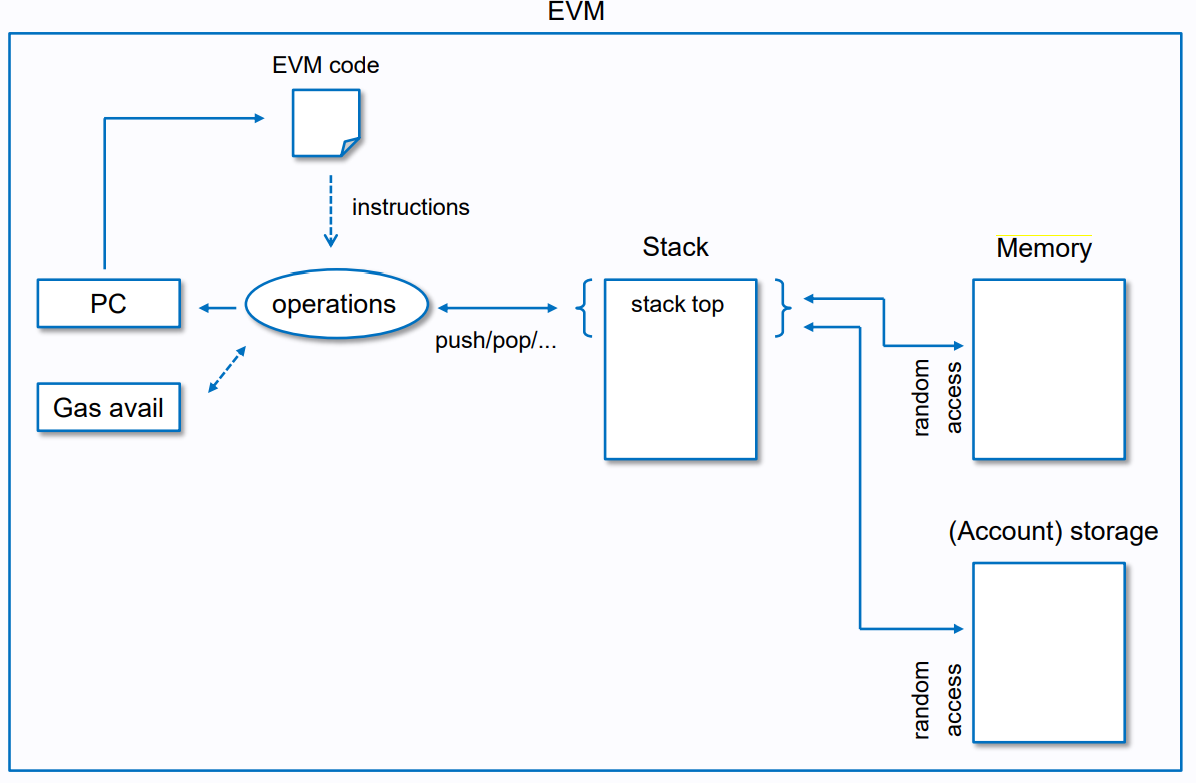 EVM
EVM code
instructions
Stack
Memory
PC
operations
stack top
push/pop/...
random
access
Gas avail
(Account) storage
random
access